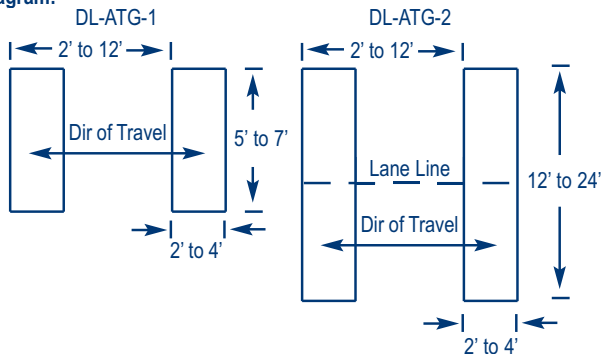 DL-ATG-1
2’ to 12’
Dir of Travel
5’ to 7’
2’ to 4’
DL-ATG-2
2’ to 12’
Lane Line
12’ to 24’
Dir of Travel
2’ to 4’